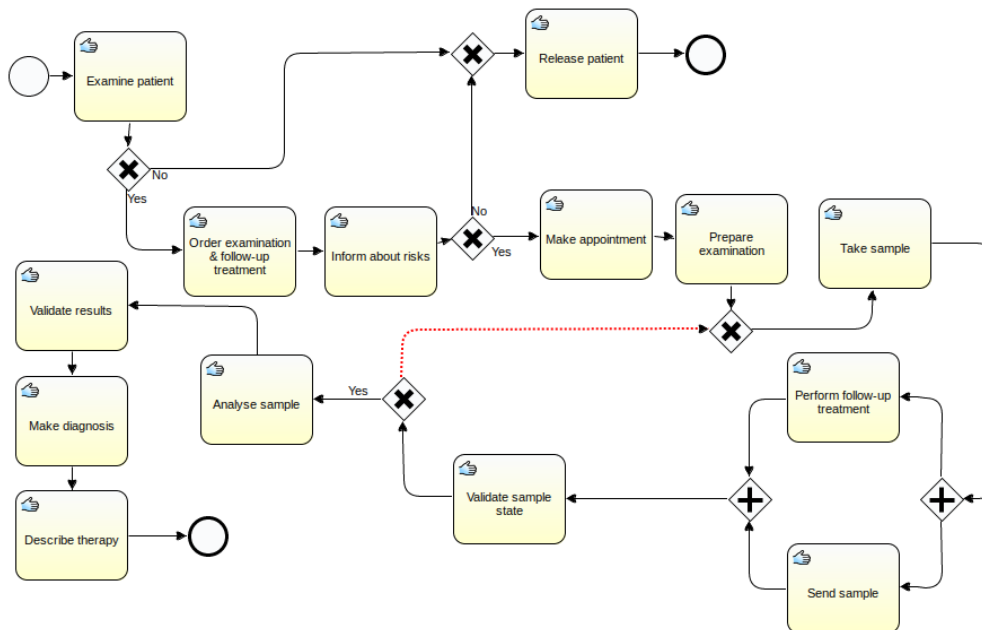 Examine patient
Release patient
No
Yes
Order examination
& follow-up
treatment
Inform about risks
No
Yes
Make appointment
Prepare
examination
Take sample
Validate results
Analyse sample
Yes
Perform follow-up
treatment
Make diagnosis
Validate sample
state
Describe therapy
Send sample